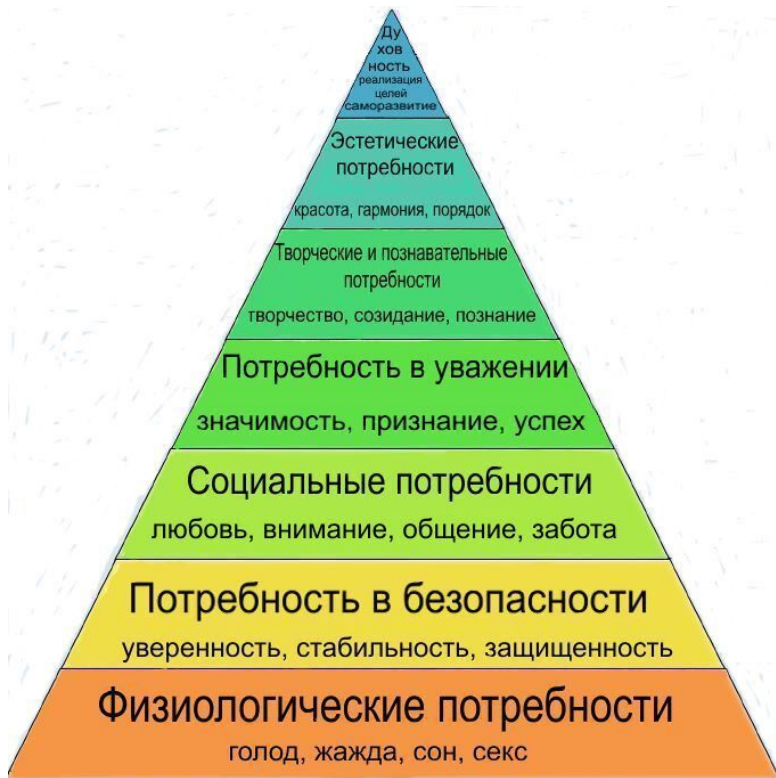 Ду
хов
ность
реализация
целей
саморазвитие
Эстетические
потребности
красота, гармония, порядок
Творческие и познавательные
потребности
творчество, созидание, познание
Потребность в уважении
значимость, признание, успех
Социальные потребности
любовь, внимание, общение, забота
Потребность в безопасности
уверенность, стабильность, защищенность
Физиологические потребности
голод, жажда, сон, секс